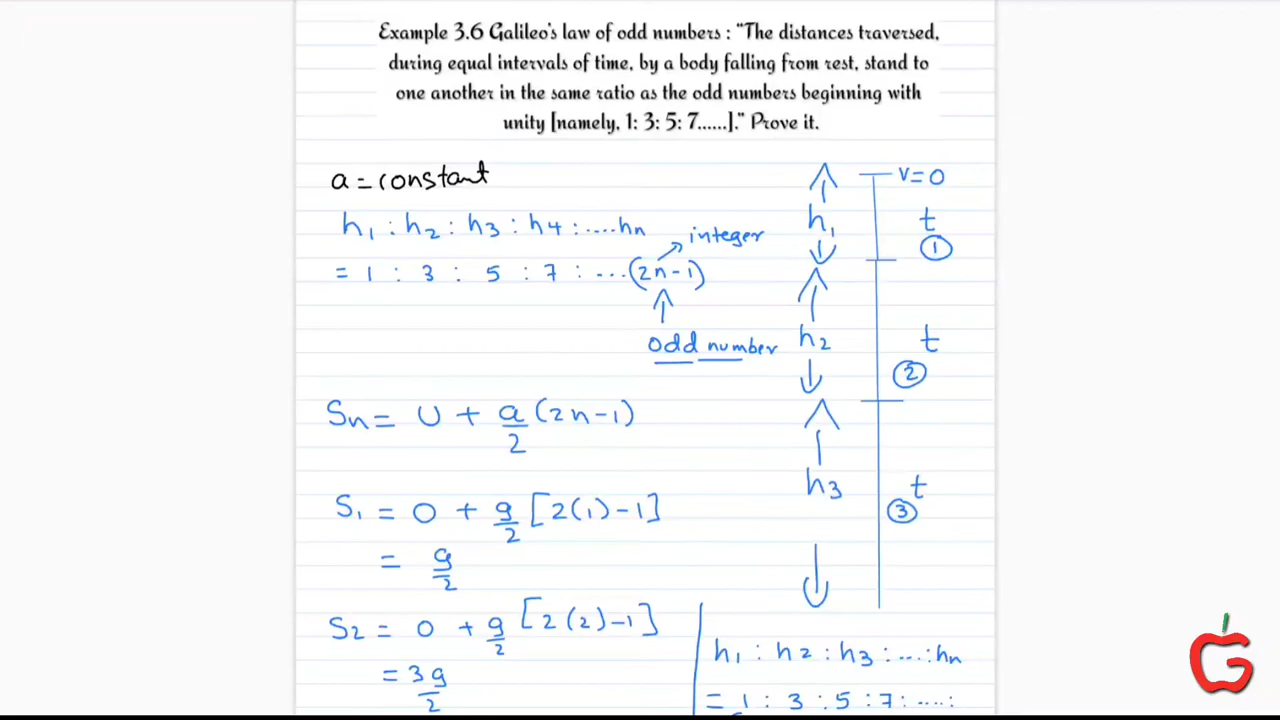 Example 3.6 Galileo's law of odd numbers : "The distances traversed,
during equal intervals of time, by a body falling from rest, stand to
one another in the same ratio as the odd numbers beginning with
unity [namely, 1: 3: 5: 7......]." Prove it.
a = constant
h₁ : h₂ : h₃ : h4 : ....hn
integer
= 1 : 3 : 5 : 7 : ...(2n-1)
odd number
Sn = U + a/2 (2n-1)
S₁ = 0 + g/2 [2(1)-1]
= g/2
S2 = 0 + g/2 [2(2)-1]
= 3g/2
V=0
h₁ t
①
h2 t
②
h3 t
③
h₁ : h2 : h3 : ....: hn
= 1 : 3 : 5 : 7 : ....:
G